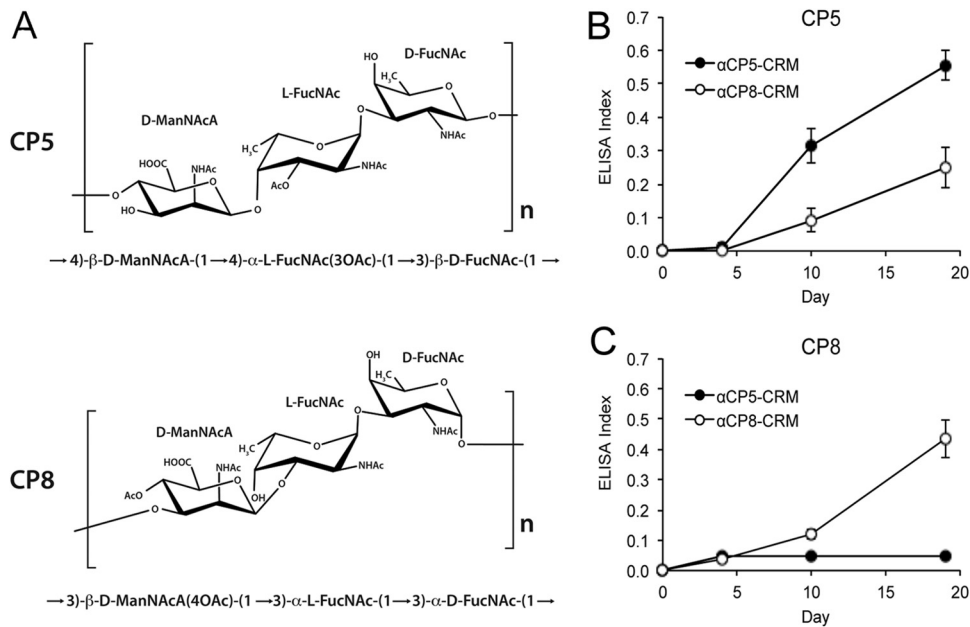 A
CP5
D-ManNAcA
L-FucNAc
D-FucNAc
HO
H₃C
O
O
NHAc
O
H₃C
O
AcO
NHAc
HOOC
NHAc
O
O
HO
O
n
→4)-β-D-ManNAcA-(1→4)-α-L-FucNAc(3OAc)-(1→3)-β-D-FucNAc-(1→
CP8
D-ManNAcA
L-FucNAc
D-FucNAc
OH
H₃C
O
O
NHAc
O
H₃C
O
NHAc
HOOC
NHAc
O
AcO
OH
O
O
n
→3)-β-D-ManNAcA(4OAc)-(1→3)-α-L-FucNAc-(1→3)-α-D-FucNAc-(1→
B
CP5
αCP5-CRM
αCP8-CRM
ELISA Index
0.7
0.6
0.5
0.4
0.3
0.2
0.1
0.0
0 5 10 15 20
Day
C
CP8
αCP5-CRM
αCP8-CRM
ELISA Index
0.7
0.6
0.5
0.4
0.3
0.2
0.1
0.0
0 5 10 15 20
Day